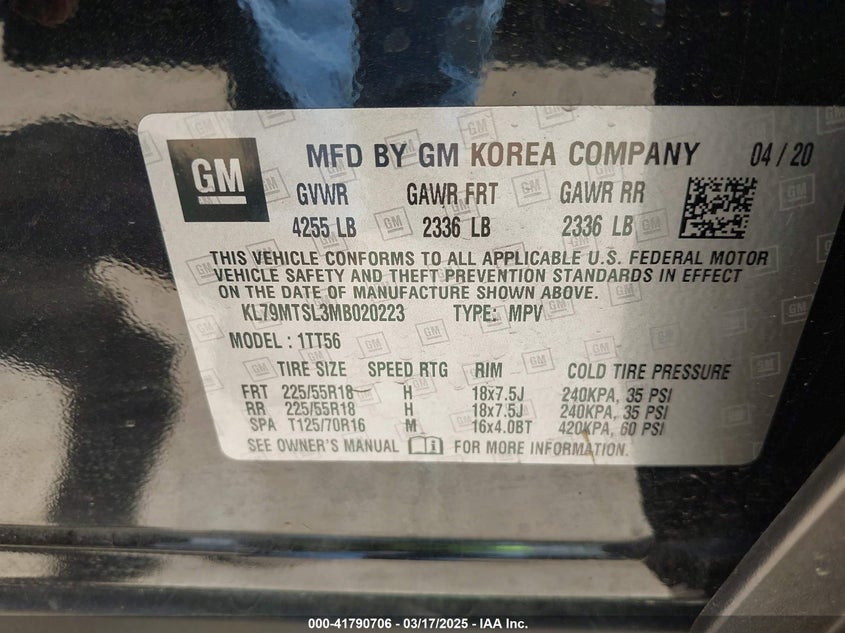 GM
MFD BY GM KOREA COMPANY 04 / 20
GVWR GAWR FRT GAWR RR
4255 LB 2336 LB 2336 LB
THIS VEHICLE CONFORMS TO ALL APPLICABLE U.S. FEDERAL MOTOR
VEHICLE SAFETY AND THEFT PREVENTION STANDARDS IN EFFECT
ON THE DATE OF MANUFACTURE SHOWN ABOVE.
KL79MTSL3MB020223 TYPE: MPV
MODEL : 1TT56
TIRE SIZE SPEED RTG RIM COLD TIRE PRESSURE
FRT 225/55R18 H 18x7.5J 240KPA, 35 PSI
RR 225/55R18 H 18x7.5J 240KPA, 35 PSI
SPA T125/70R16 M 16x4.0BT 420KPA, 60 PSI
SEE OWNER'S MANUAL FOR MORE INFORMATION.
000-41790706 - 03/17/2025 - IAA Inc.